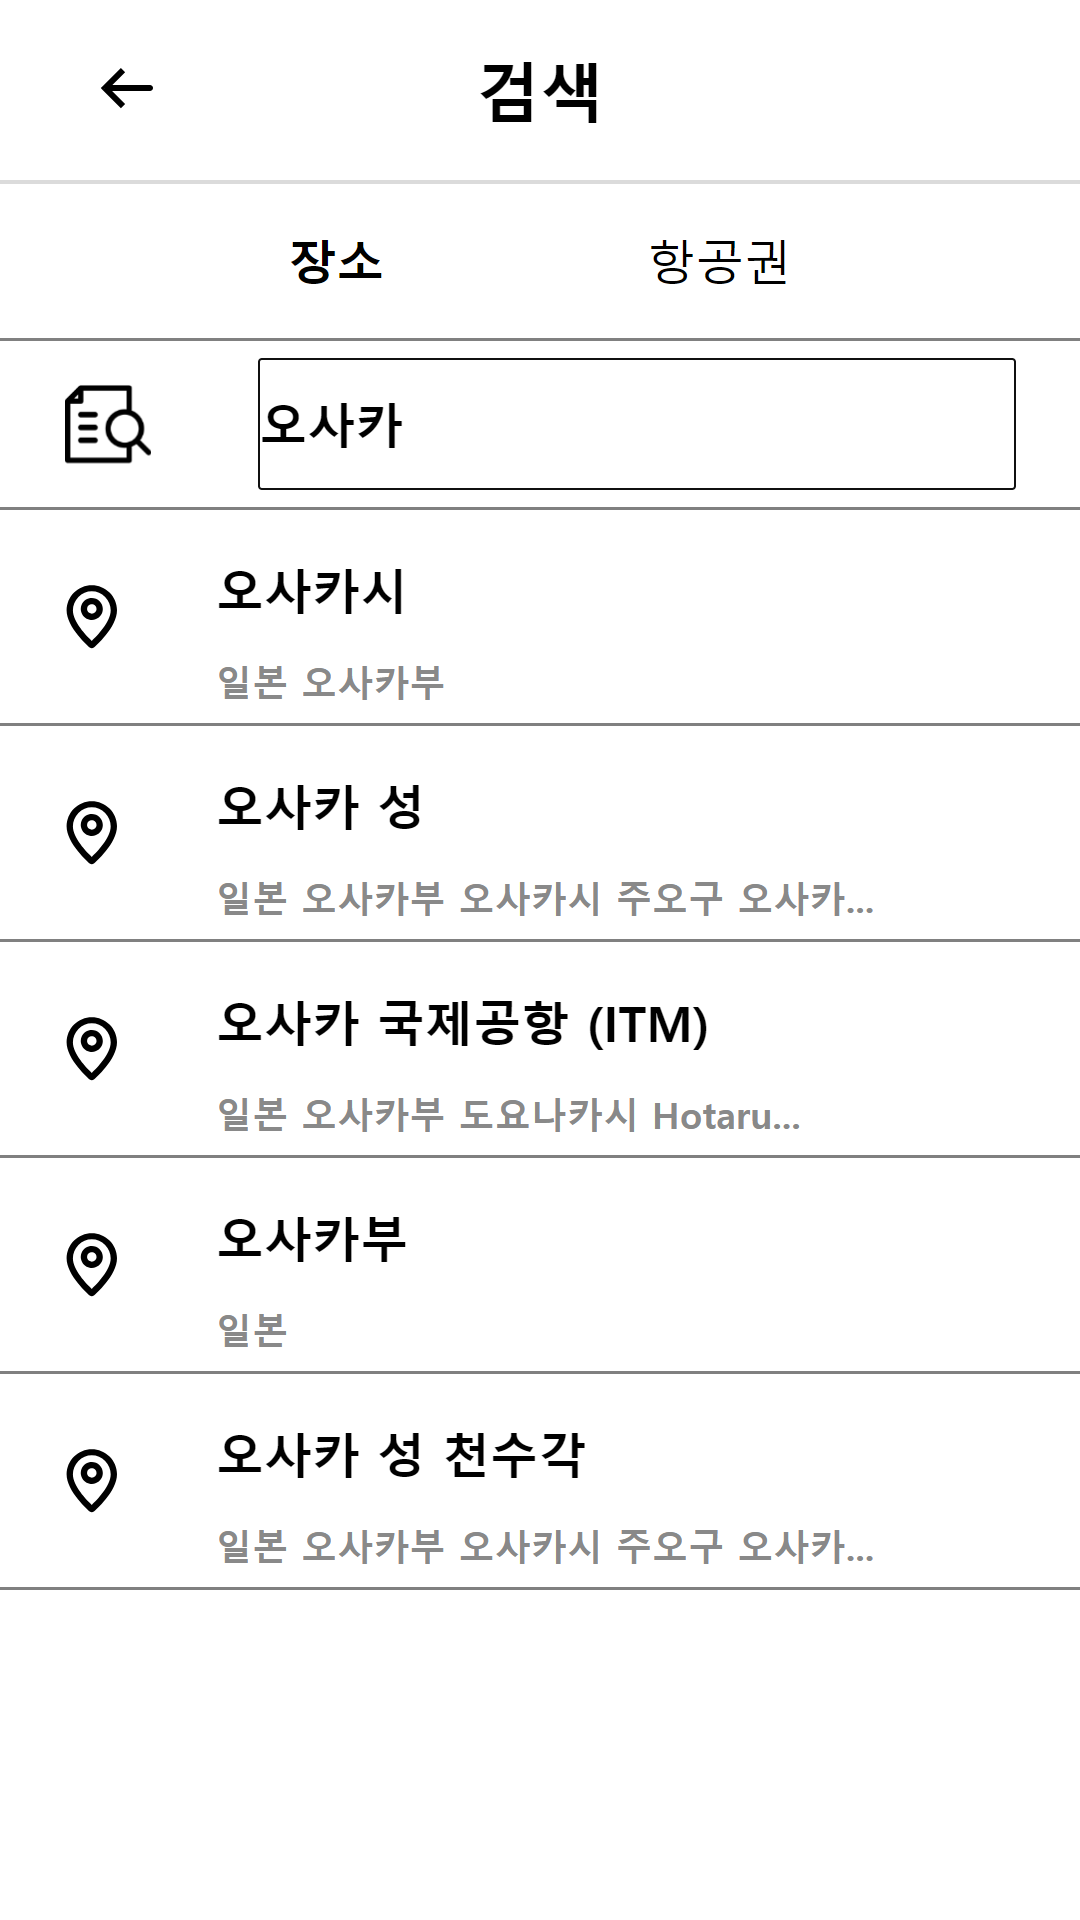 검색
장소 항공권
오사카
오사카시
일본 오사카부
오사카 성
일본 오사카부 오사카시 주오구 오사카...
오사카 국제공항 (ITM)
일본 오사카부 도요나카시 Hotaru...
오사카부
일본
오사카 성 천수각
일본 오사카부 오사카시 주오구 오사카...